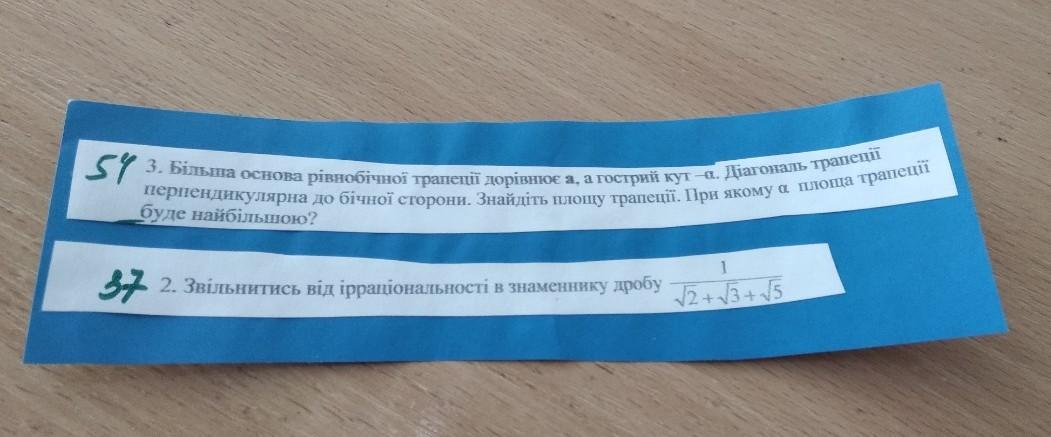 54 3. Більша основа рівнобічної трапеції дорівнює a, а гострий кут –α. Діагональ трапеції
перпендикулярна до бічної сторони. Знайдіть площу трапеції. При якому α площа трапеції
буде найбільшою?
37 2. Звільнитись від ірраціональності в знаменнику дробу 1/(√2+√3+√5)